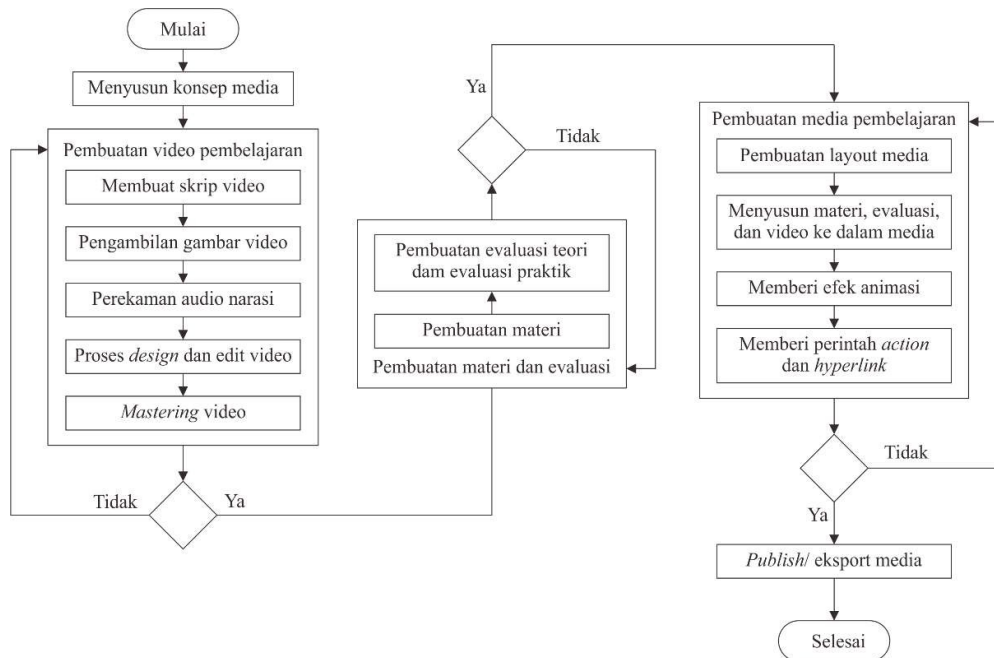 Mulai
Menyusun konsep media
Pembuatan video pembelajaran
Membuat skrip video
Pengambilan gambar video
Perekaman audio narasi
Proses design dan edit video
Mastering video
Tidak
Ya
Ya
Tidak
Pembuatan evaluasi teori
dam evaluasi praktik
Pembuatan materi
Pembuatan materi dan evaluasi
Pembuatan media pembelajaran
Pembuatan layout media
Menyusun materi, evaluasi,
dan video ke dalam media
Memberi efek animasi
Memberi perintah action
dan hyperlink
Tidak
Ya
Publish/ eksport media
Selesai